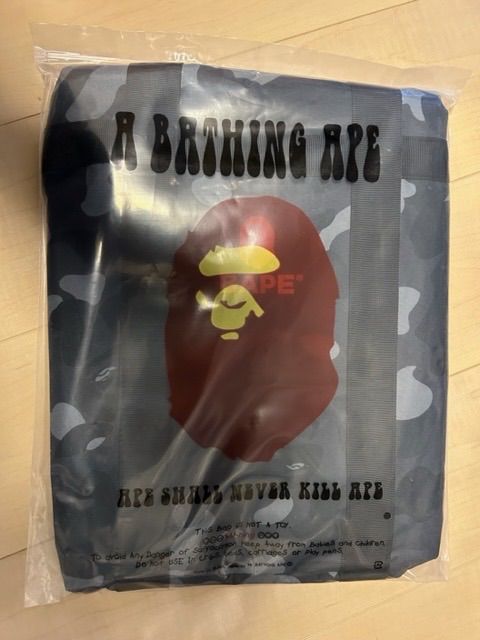 A BATHING APE
BAPE®
APE SHALL NEVER KILL APE
THIS BAG IS NOT A TOY.
To avoid Any Danger of Suffocation Keep Away From Babies and Children.
Do not USE In Cribs, Beds, Carriages or Play Pens.